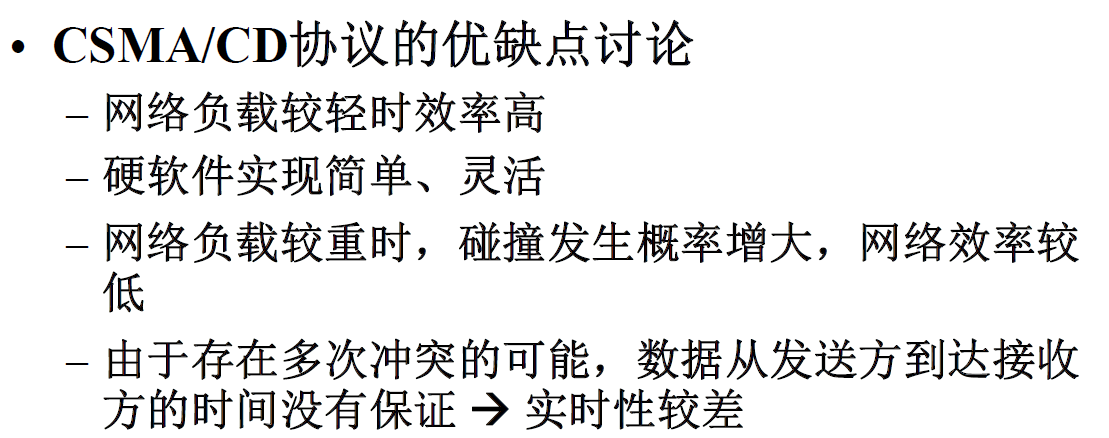 • CSMA/CD协议的优缺点讨论
– 网络负载较轻时效率高
– 硬软件实现简单、灵活
– 网络负载较重时，碰撞发生概率增大，网络效率较
低
– 由于存在多次冲突的可能，数据从发送方到达接收
方的时间没有保证 → 实时性较差